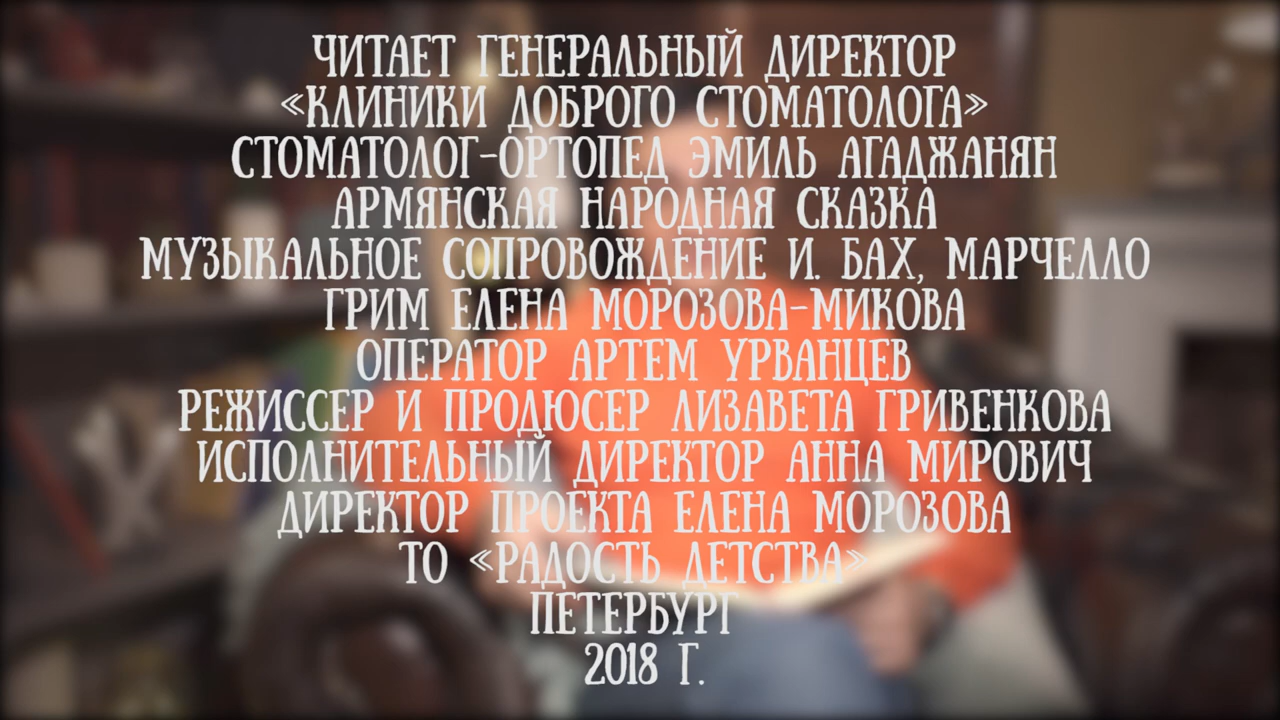 ЧИТАЕТ ГЕНЕРАЛЬНЫЙ ДИРЕКТОР
«КЛИНИКИ ДОБРОГО СТОМАТОЛОГА»
СТОМАТОЛОГ-ОРТОПЕД ЭМИЛЬ АГАДЖАНЯН
АРМЯНСКАЯ НАРОДНАЯ СКАЗКА
МУЗЫКАЛЬНОЕ СОПРОВОЖДЕНИЕ И. БАХ, МАРЧЕЛЛО
ГРИМ ЕЛЕНА МОРОЗОВА-МИКОВА
ОПЕРАТОР АРТЕМ УРВАНЦЕВ
РЕЖИССЕР И ПРОДЮСЕР ЛИЗАВЕТА ГРИВЕНКОВА
ИСПОЛНИТЕЛЬНЫЙ ДИРЕКТОР АННА МИРОВИЧ
ДИРЕКТОР ПРОЕКТА ЕЛЕНА МОРОЗОВА
ТО «РАДОСТЬ ДЕТСТВА»
ПЕТЕРБУРГ
2018 Г.